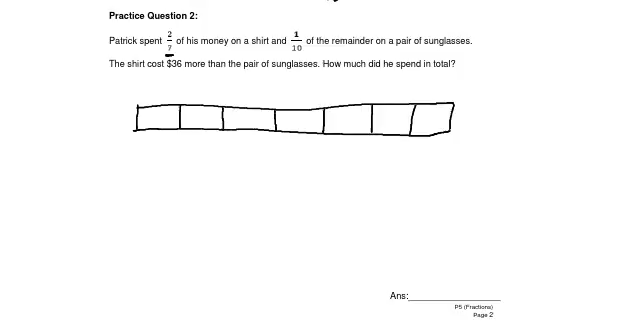 Practice Question 2:
Patrick spent 2/7 of his money on a shirt and 1/10 of the remainder on a pair of sunglasses.
The shirt cost $36 more than the pair of sunglasses. How much did he spend in total?
Ans:____________________
P5 (Fractions)
Page 2